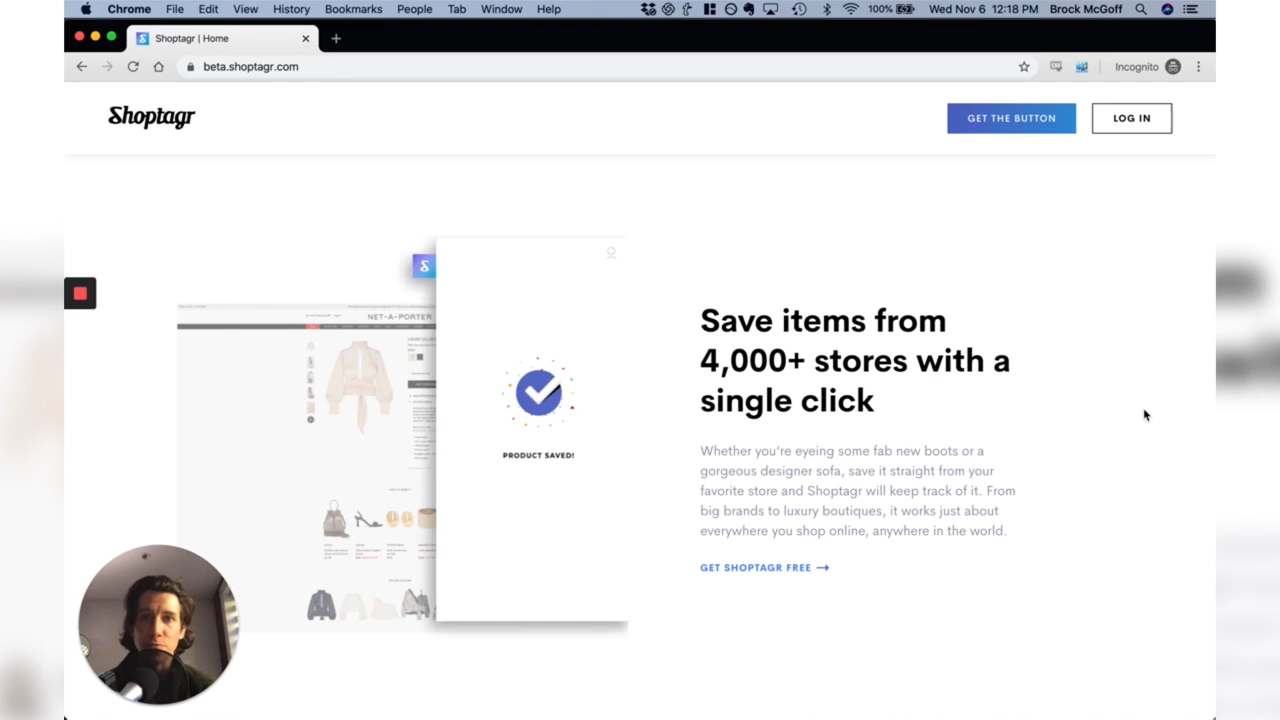 Chrome File Edit View History Bookmarks People Tab Window Help 100% Wed Nov 6 12:18 PM Brock McGoff
Shoptagr | Home
beta.shoptagr.com Incognito
Shoptagr GET THE BUTTON LOG IN
NET-A-PORTER
PRODUCT SAVED!
Save items from
4,000+ stores with a
single click
Whether you're eyeing some fab new boots or a
gorgeous designer sofa, save it straight from your
favorite store and Shoptagr will keep track of it. From
big brands to luxury boutiques, it works just about
everywhere you shop online, anywhere in the world.
GET SHOPTAGR FREE